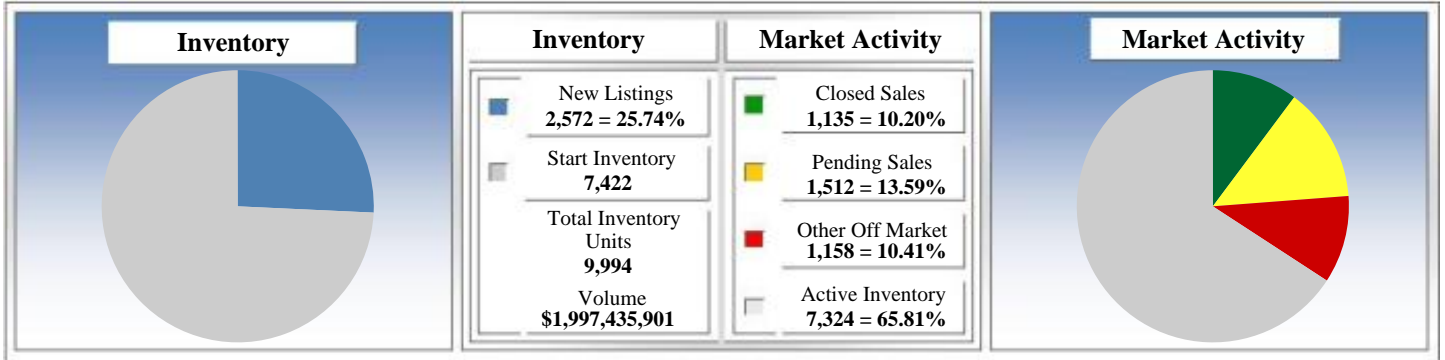 Inventory
Inventory
Market Activity
Market Activity
New Listings
2,572 = 25.74%
Start Inventory
7,422
Total Inventory
Units
9,994
Volume
$1,997,435,901
Closed Sales
1,135 = 10.20%
Pending Sales
1,512 = 13.59%
Other Off Market
1,158 = 10.41%
Active Inventory
7,324 = 65.81%